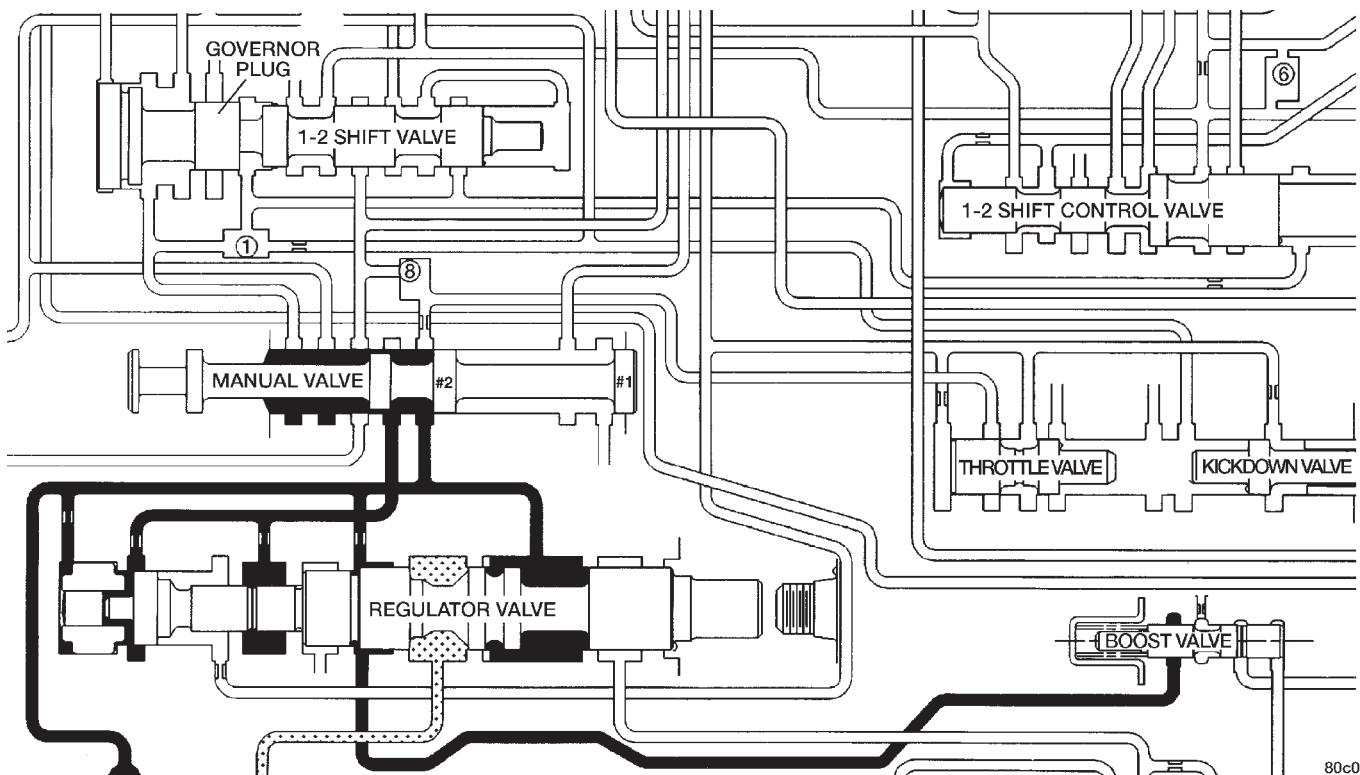 GOVERNOR
PLUG
1-2 SHIFT VALVE
6
1-2 SHIFT CONTROL VALVE
1
8
MANUAL VALVE
#2
#1
THROTTLE VALVE
KICKDOWN VALVE
REGULATOR VALVE
BOOST VALVE
80c0